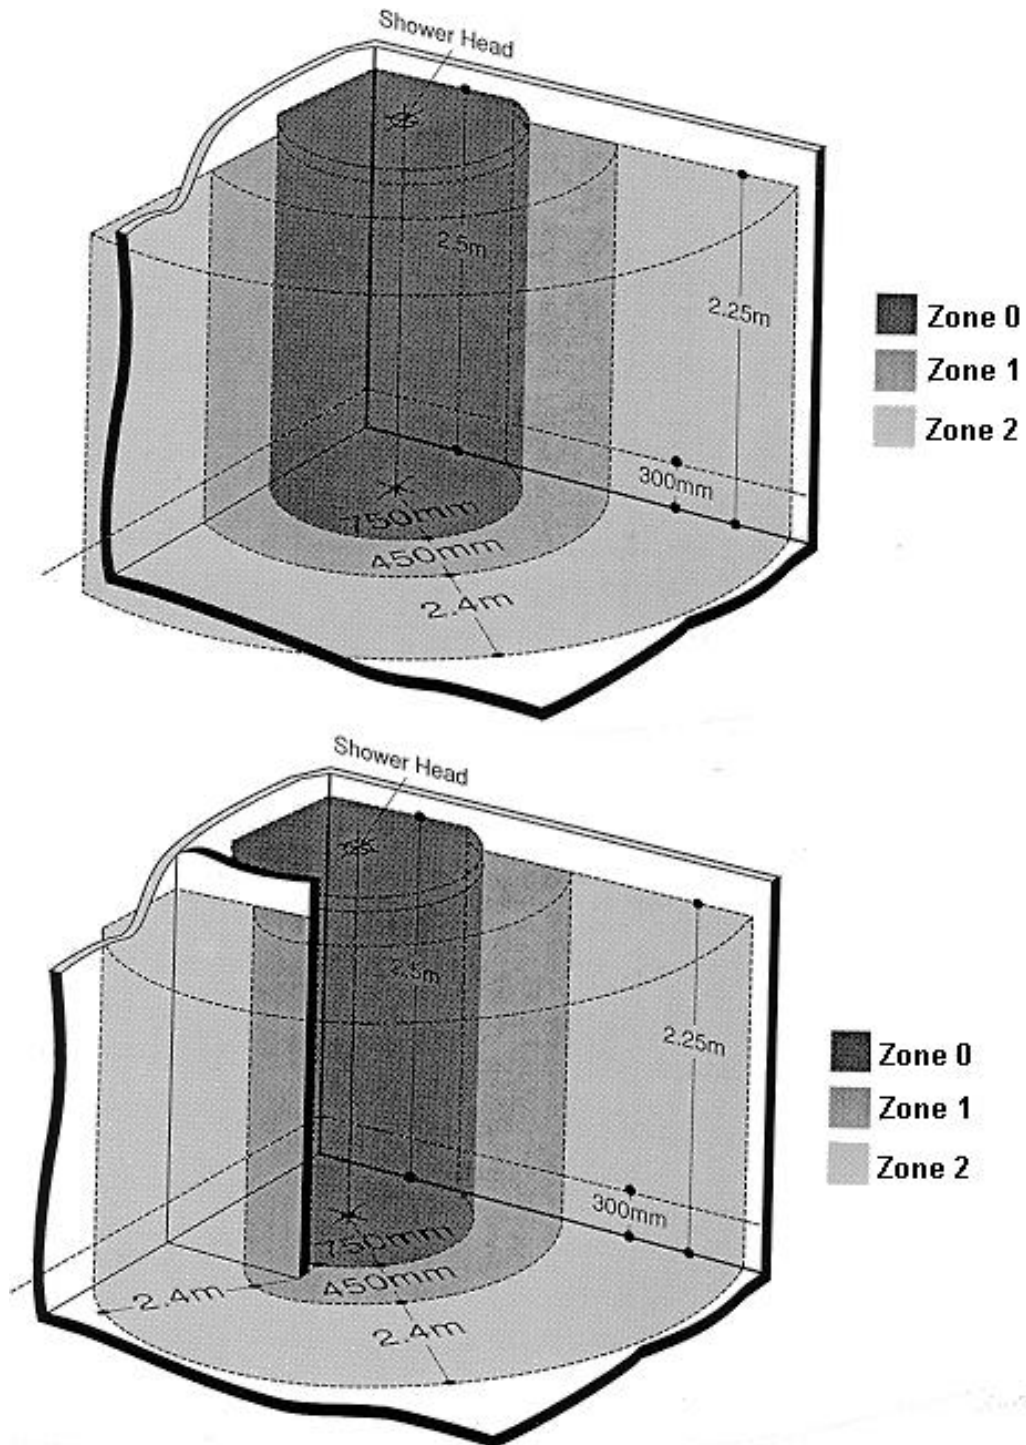 Shower Head
2.5m
2.25m
Zone 0
Zone 1
Zone 2
300mm
750mm
450mm
2.4m
Shower Head
2.5m
2.25m
Zone 0
Zone 1
Zone 2
300mm
750mm
450mm
2.4m
2.4m